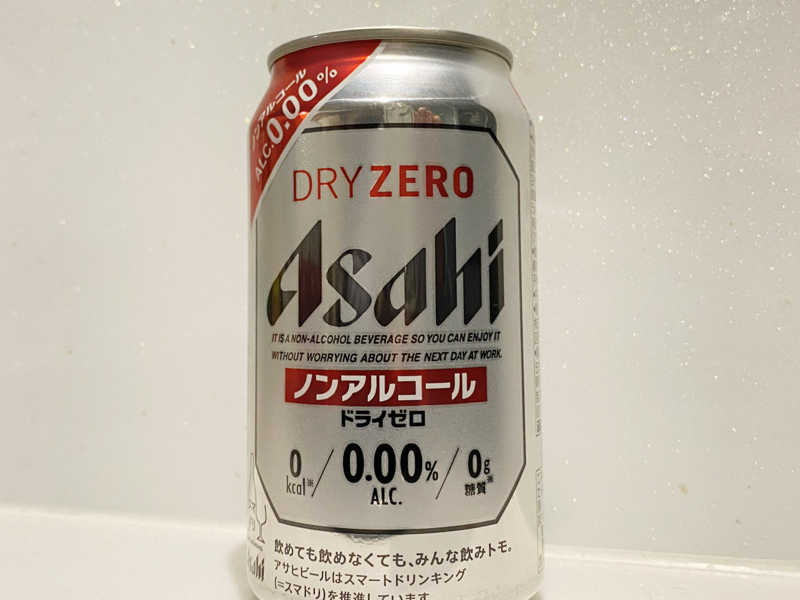 ノンアルコール
ALC.0.00%
DRY ZERO
Asahi
IT IS A NON-ALCOHOL BEVERAGE SO YOU CAN ENJOY IT
WITHOUT WORRYING ABOUT THE NEXT DAY AT WORK.
ノンアルコール
ドライゼロ
0kcal※/0.00%ALC./0g糖質※
飲めても飲めなくても、みんな飲みトモ。
アサヒビールはスマートドリンキング
(=スマドリ)を推進しています
Asahi